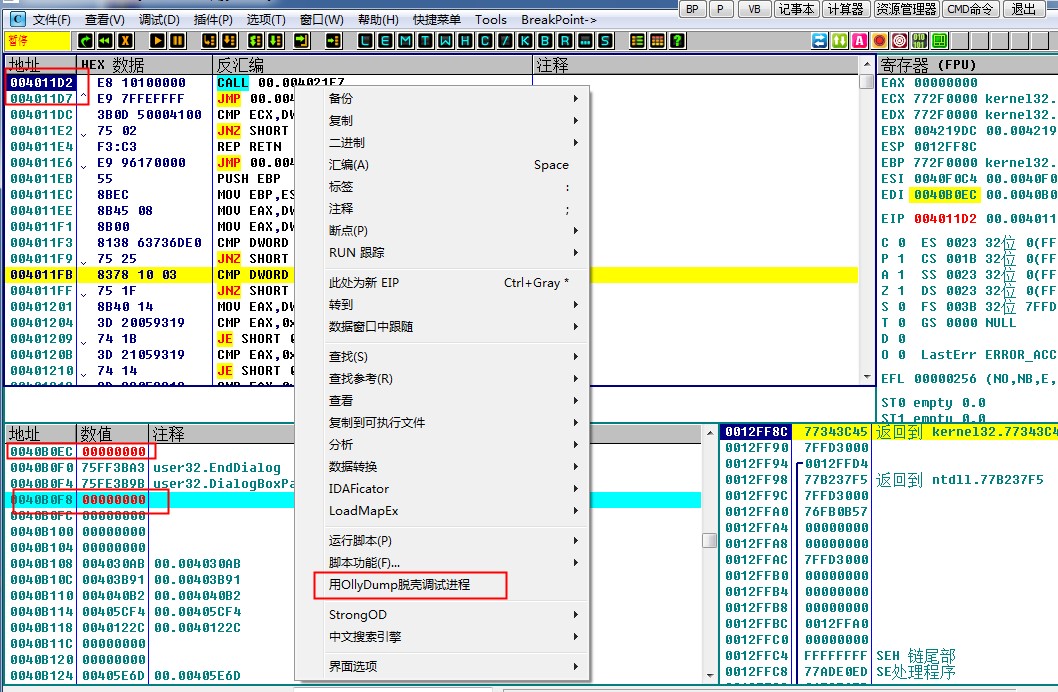 BP P VB 记事本 计算器 资源管理器 CMD命令 退出
C 文件(F) 查看(V) 调试(D) 插件(P) 选项(T) 窗口(W) 帮助(H) 快捷菜单 Tools BreakPoint->
暂停 L E M T W H C / K B R ... S ?
地址 HEX 数据 反汇编 注释
004011D2 E8 10100000 CALL 00.004021E7
004011D7 E9 7FFEFFFF JMP 00.004
004011DC 3B0D 50004100 CMP ECX,DW
004011E2 75 02 JNZ SHORT
004011E4 F3:C3 REP RETN
004011E6 E9 96170000 JMP 00.004
004011EB 55 PUSH EBP
004011EC 8BEC MOV EBP,ES
004011EE 8B45 08 MOV EAX,DW
004011F1 8B00 MOV EAX,DW
004011F3 8138 63736DE0 CMP DWORD
004011F9 75 25 JNZ SHORT
004011FB 8378 10 03 CMP DWORD
004011FF 75 1F JNZ SHORT
00401201 8B40 14 MOV EAX,DW
00401204 3D 20059319 CMP EAX,0x
00401209 74 1B JE SHORT 0
0040120B 3D 21059319 CMP EAX,0x
00401210 74 14 JE SHORT 0
寄存器 (FPU)
EAX 00000000
ECX 772F0000 kernel32.
EDX 772F0000 kernel32.
EBX 004219DC 00.004219
ESP 0012FF8C
EBP 772F0000 kernel32.
ESI 0040F0C4 00.0040F0
EDI 0040B0EC 00.0040B0
EIP 004011D2 00.004011
C 0 ES 0023 32位 0(FF
P 1 CS 001B 32位 0(FF
A 1 SS 0023 32位 0(FF
Z 1 DS 0023 32位 0(FF
S 0 FS 003B 32位 7FFD
T 0 GS 0000 NULL
D 0
O 0 LastErr ERROR_ACC
EFL 00000256 (NO,NB,E,
ST0 empty 0.0
ST1 empty 0.0
备份
复制
二进制
汇编(A) Space
标签 :
注释 ;
断点(P)
RUN 跟踪
此处为新 EIP Ctrl+Gray *
转到
数据窗口中跟随
查找(S)
查找参考(R)
查看
复制到可执行文件
分析
数据转换
IDAFicator
LoadMapEx
运行脚本(P)
脚本功能(F)...
用OllyDump脱壳调试进程
StrongOD
中文搜索引擎
界面选项
地址 数值 注释
0040B0EC 00000000
0040B0F0 75FF3BA3 user32.EndDialog
0040B0F4 75FE3B9B user32.DialogBoxPa
0040B0F8 00000000
0040B0FC 00000000
0040B100 00000000
0040B104 00000000
0040B108 004030AB 00.004030AB
0040B10C 00403B91 00.00403B91
0040B110 004040B2 00.004040B2
0040B114 00405CF4 00.00405CF4
0040B118 0040122C 00.0040122C
0040B11C 00000000
0040B120 00000000
0040B124 00405E6D 00.00405E6D
0012FF8C 77343C45 返回到 kernel32.77343C4
0012FF90 7FFD3000
0012FF94 0012FFD4
0012FF98 77B237F5 返回到 ntdll.77B237F5
0012FF9C 7FFD3000
0012FFA0 76FB0B57
0012FFA4 00000000
0012FFA8 00000000
0012FFAC 7FFD3000
0012FFB0 00000000
0012FFB4 00000000
0012FFB8 00000000
0012FFBC 0012FFA0
0012FFC0 00000000
0012FFC4 FFFFFFFF SEH 链尾部
0012FFC8 77ADE0ED SE处理程序